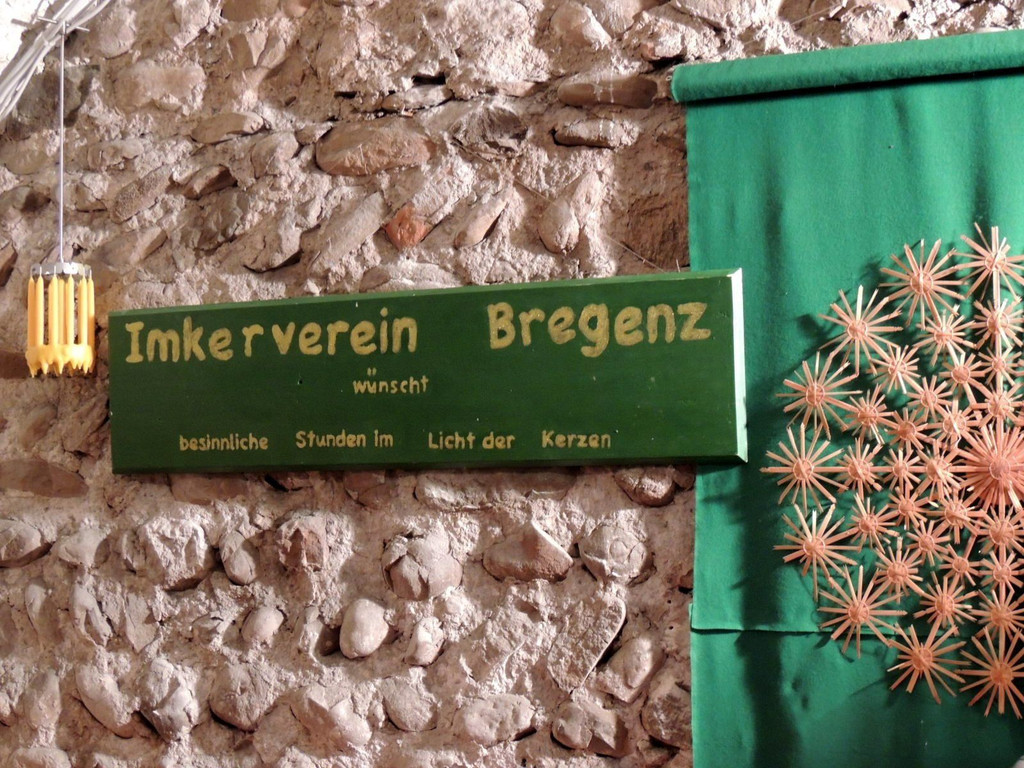 Imkerverein Bregenz
wünscht
besinnliche Stunden im Licht der Kerzen